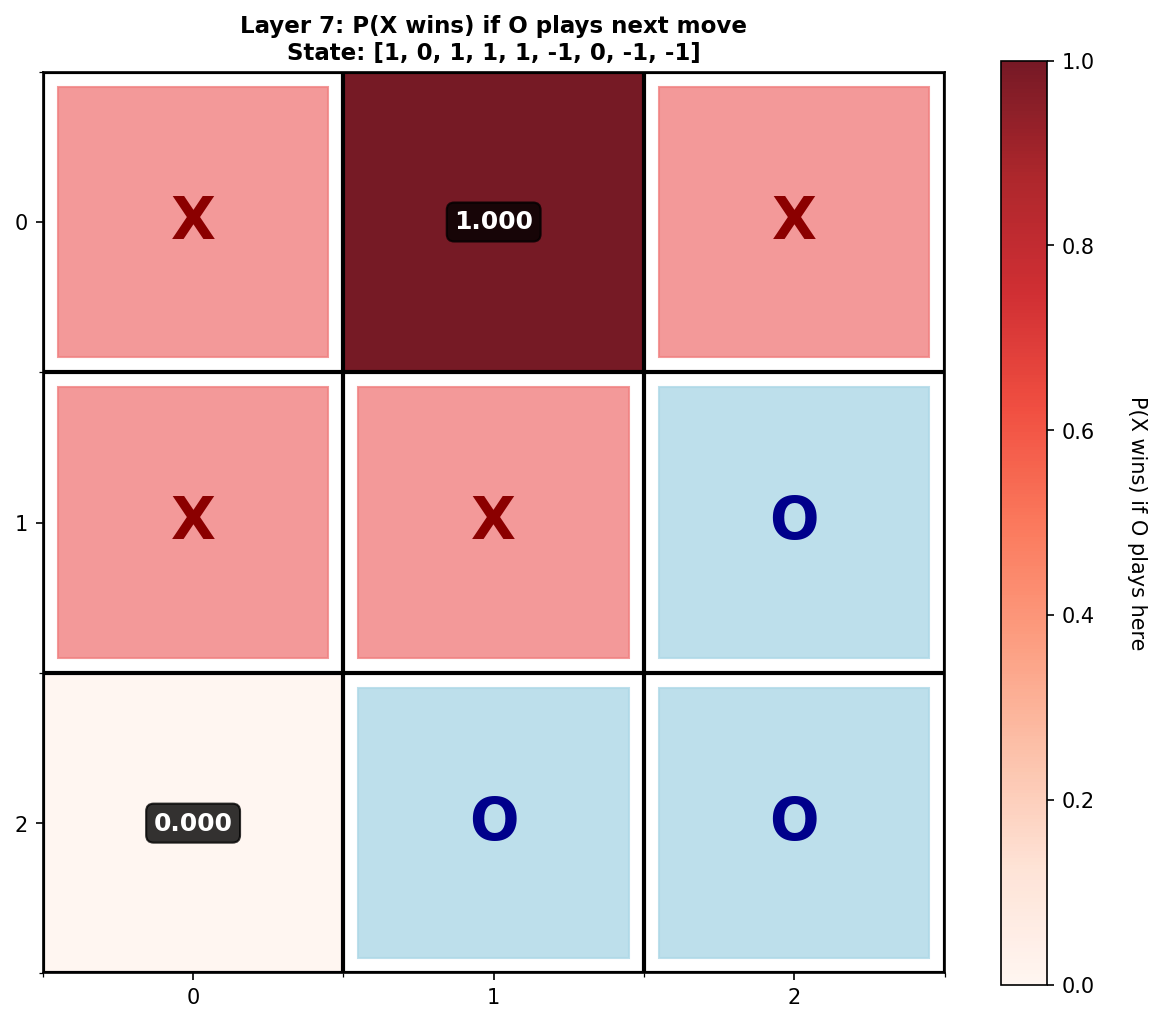 Layer 7: P(X wins) if O plays next move
State: [1, 0, 1, 1, 1, -1, 0, -1, -1]
0
X
1.000
X
1
X
X
O
2
0.000
O
O
0
1
2
1.0
0.8
0.6
0.4
0.2
0.0
P(X wins) if O plays here